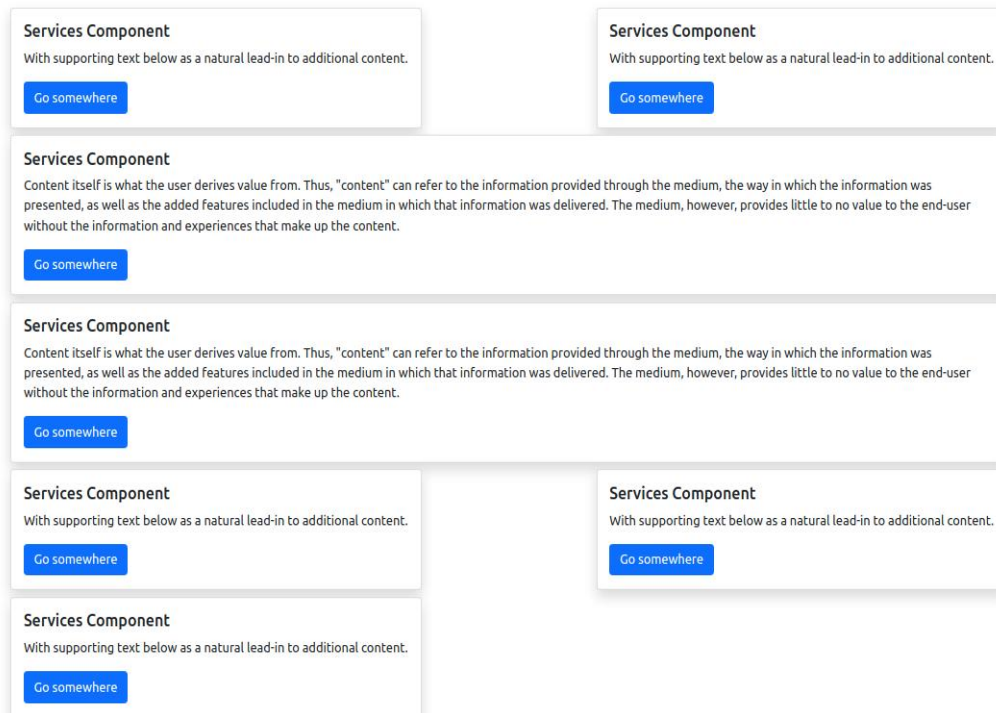 Services Component
With supporting text below as a natural lead-in to additional content.
Go somewhere
Services Component
With supporting text below as a natural lead-in to additional content.
Go somewhere
Services Component
Content itself is what the user derives value from. Thus, "content" can refer to the information provided through the medium, the way in which the information was
presented, as well as the added features included in the medium in which that information was delivered. The medium, however, provides little to no value to the end-user
without the information and experiences that make up the content.
Go somewhere
Services Component
Content itself is what the user derives value from. Thus, "content" can refer to the information provided through the medium, the way in which the information was
presented, as well as the added features included in the medium in which that information was delivered. The medium, however, provides little to no value to the end-user
without the information and experiences that make up the content.
Go somewhere
Services Component
With supporting text below as a natural lead-in to additional content.
Go somewhere
Services Component
With supporting text below as a natural lead-in to additional content.
Go somewhere
Services Component
With supporting text below as a natural lead-in to additional content.
Go somewhere